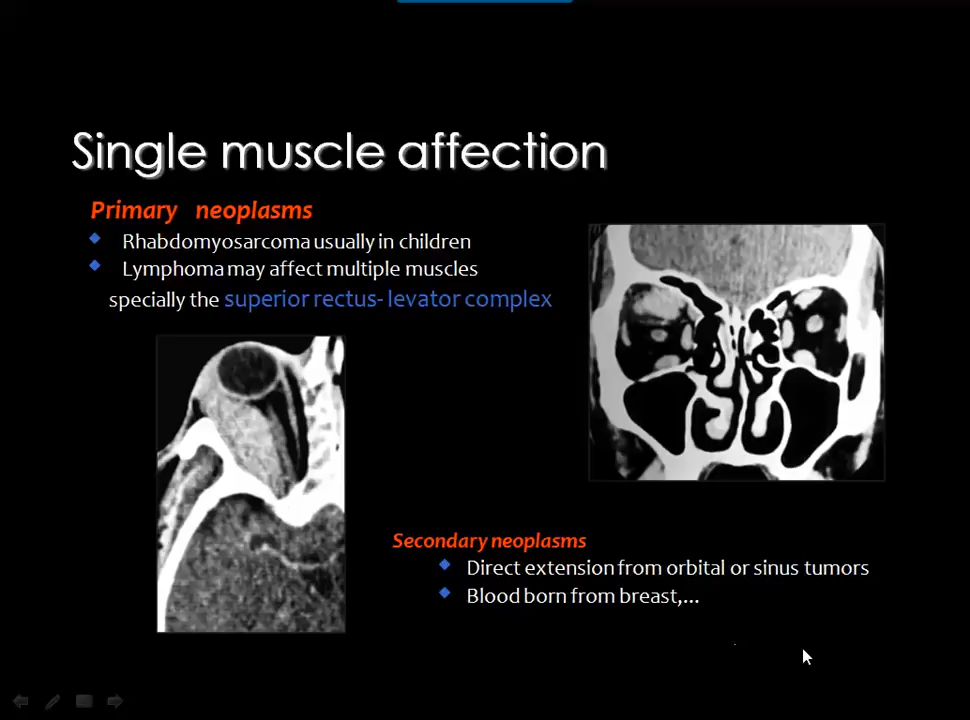 Single muscle affection
Primary neoplasms
Rhabdomyosarcoma usually in children
Lymphoma may affect multiple muscles
specially the superior rectus- levator complex
Secondary neoplasms
Direct extension from orbital or sinus tumors
Blood born from breast,...